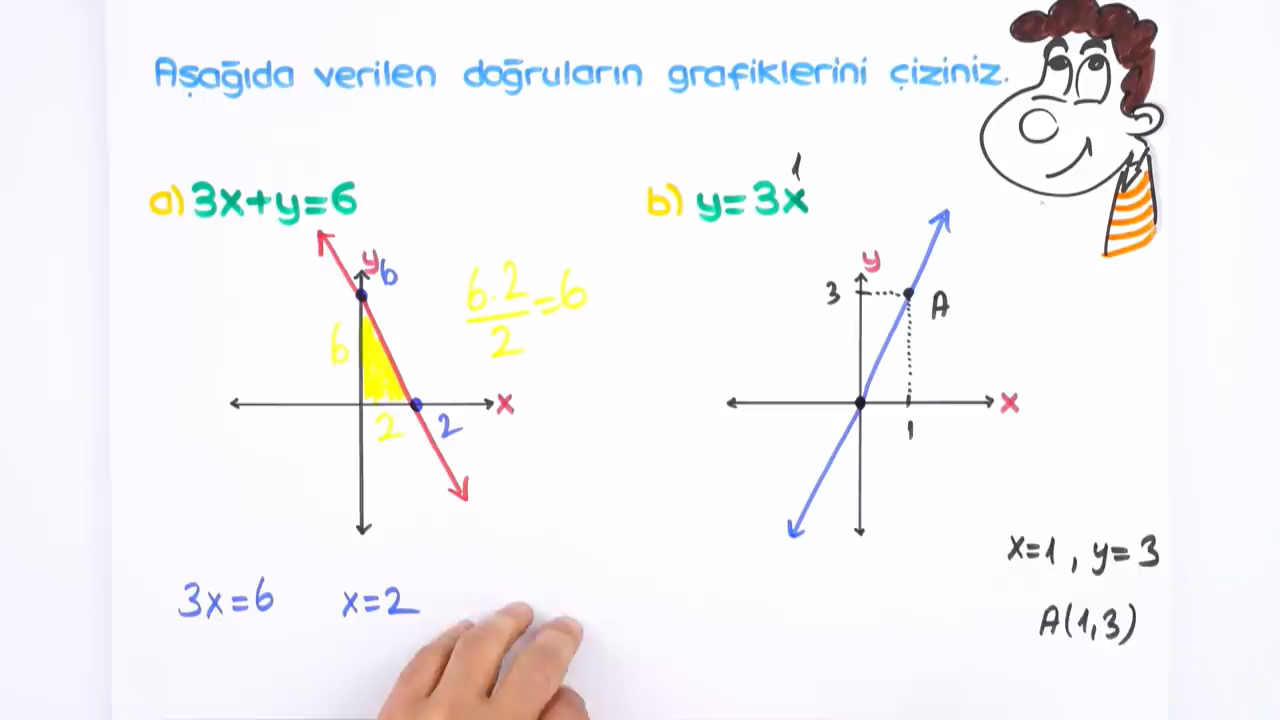 Aşağıda verilen doğruların grafiklerini çiziniz.
a) 3x+y=6
y
6
6
2
2
x
6.2/2=6
3x=6 x=2
b) y=3x
1
y
3
A
1
x
x=1, y=3
A(1,3)